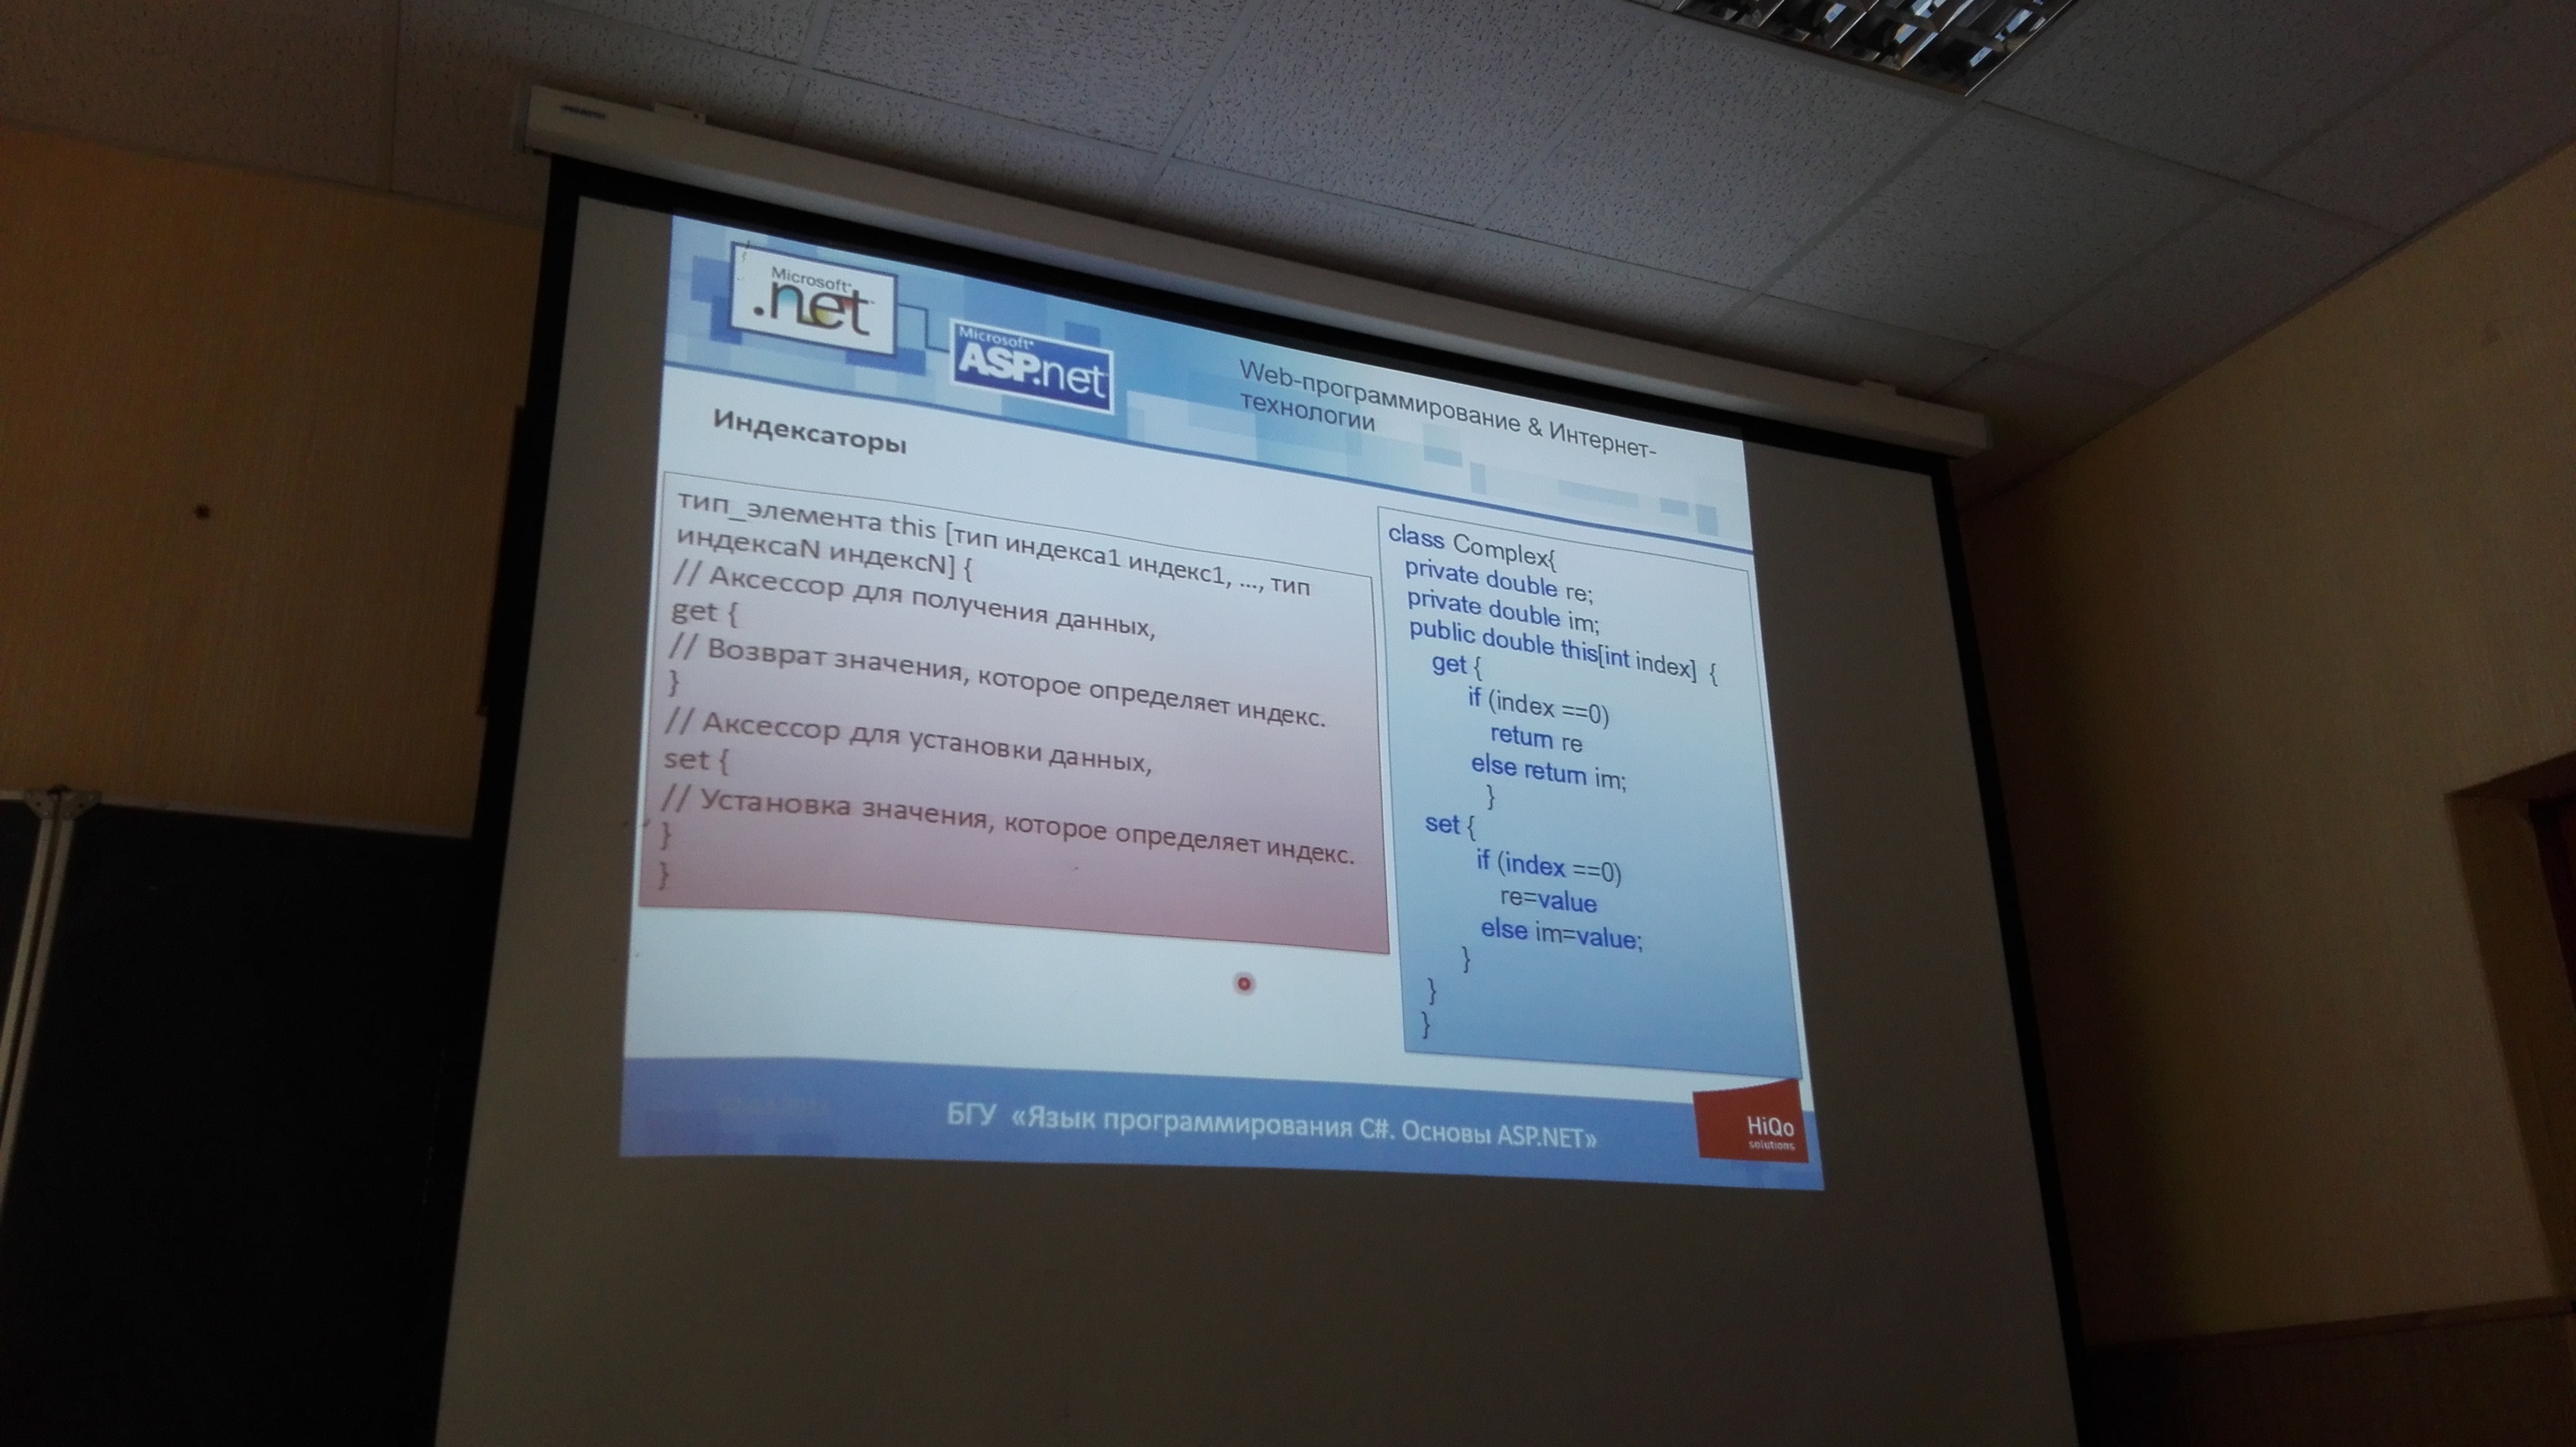 Microsoft
.net
Microsoft
ASP.net
Web-программирование & Интернет-
технологии
Индексаторы
тип_элемента this [тип индекса1 индекс1, ..., тип
индексаN индексN] {
// Аксессор для получения данных,
get {
// Возврат значения, которое определяет индекс.
}
// Аксессор для установки данных,
set {
// Установка значения, которое определяет индекс.
}
}
class Complex{
private double re;
private double im;
public double this[int index] {
get {
if (index ==0)
return re
else return im;
}
set {
if (index ==0)
re=value
else im=value;
}
}
}
БГУ «Язык программирования C#. Основы ASP.NET»
HiQo
solutions